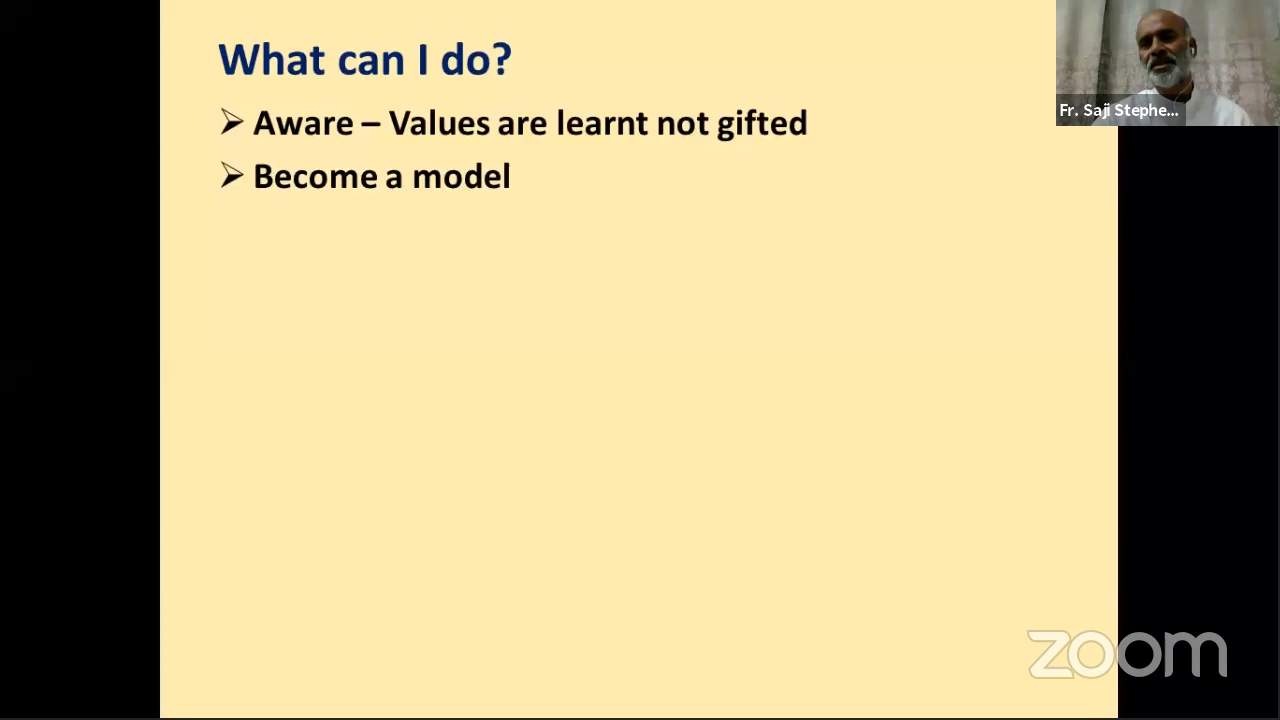 What can I do?
➢ Aware – Values are learnt not gifted
➢ Become a model
Fr. Saji Stephe...
zoom